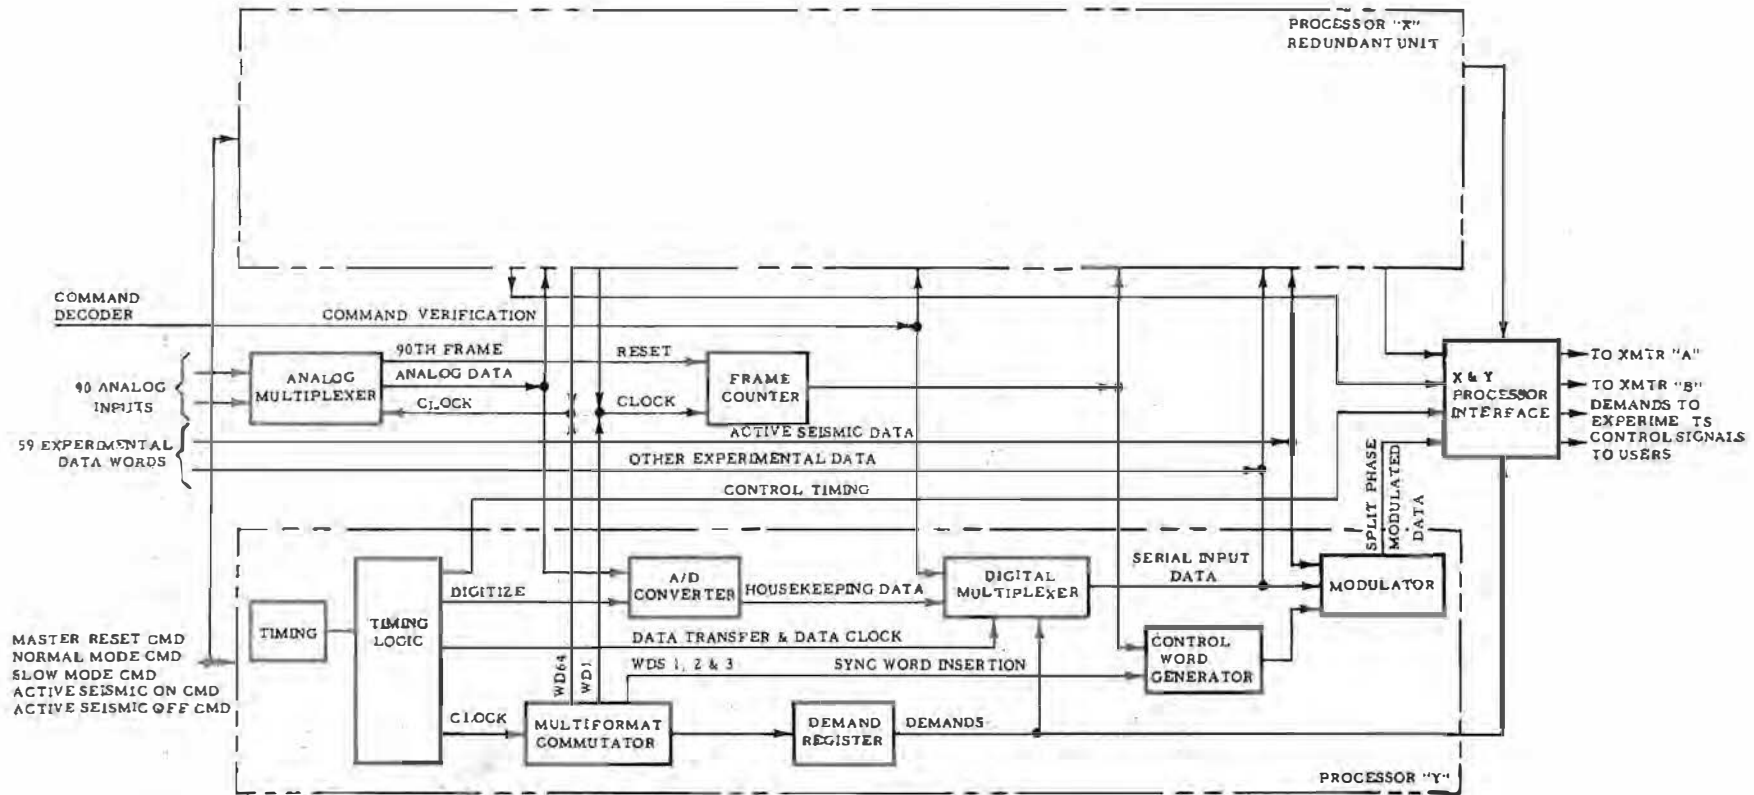 PROCESSOR "X"
REDUNDANT UNIT
COMMAND
DECODER
COMMAND VERIFICATION
90 ANALOG
INPUTS
ANALOG
MULTIPLEXER
90TH FRAME
ANALOG DATA
CLOCK
RESET
CLOCK
FRAME
COUNTER
X & Y
PROCESSOR
INTERFACE
TO XMTR "A"
TO XMTR "B"
DEMANDS TO
EXPERIME TS
CONTROL SIGNALS
TO USERS
59 EXPERIMENTAL
DATA WORDS
ACTIVE SEISMIC DATA
OTHER EXPERIMENTAL DATA
CONTROL TIMING
SPLIT PHASE
MODULATED
DATA
TIMING
TIMING
LOGIC
DIGITIZE
A/D
CONVERTER
HOUSEKEEPING DATA
DIGITAL
MULTIPLEXER
SERIAL INPUT
DATA
MODULATOR
DATA TRANSFER & DATA CLOCK
WD64
WD1
WDS 1, 2 & 3
SYNC WORD INSERTION
CONTROL
WORD
GENERATOR
MASTER RESET CMD
NORMAL MODE CMD
SLOW MODE CMD
ACTIVE SEISMIC ON CMD
ACTIVE SEISMIC OFF CMD
CLOCK
MULTIFORMAT
COMMUTATOR
DEMAND
REGISTER
DEMANDS
PROCESSOR "Y"